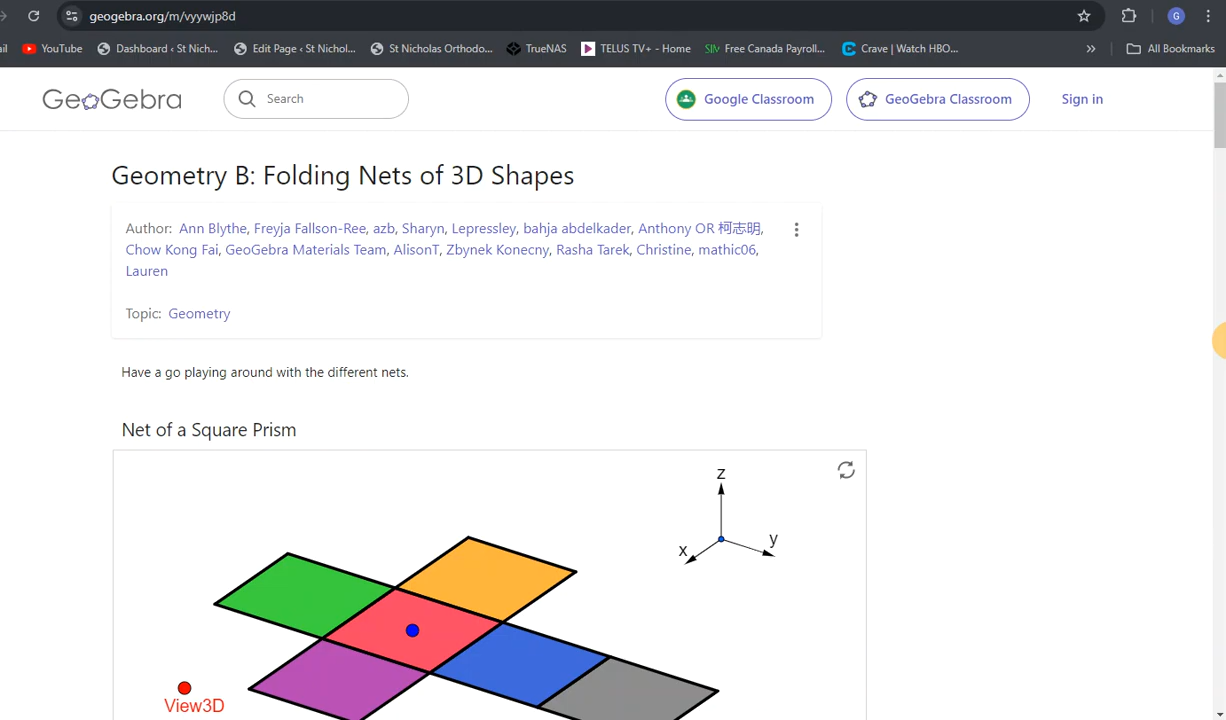 geogebra.org/m/vyywjp8d
G
YouTube
Dashboard ‹ St Nich...
Edit Page ‹ St Nichol...
St Nicholas Orthodo...
TrueNAS
TELUS TV+ - Home
Free Canada Payroll...
Crave | Watch HBO...
»
All Bookmarks
GeoGebra
Search
Google Classroom
GeoGebra Classroom
Sign in
Geometry B: Folding Nets of 3D Shapes
Author: Ann Blythe, Freyja Fallson-Ree, azb, Sharyn, Lepressley, bahja abdelkader, Anthony OR 柯志明,
Chow Kong Fai, GeoGebra Materials Team, AlisonT, Zbynek Konecny, Rasha Tarek, Christine, mathic06,
Lauren
Topic: Geometry
Have a go playing around with the different nets.
Net of a Square Prism
z
x
y
View3D